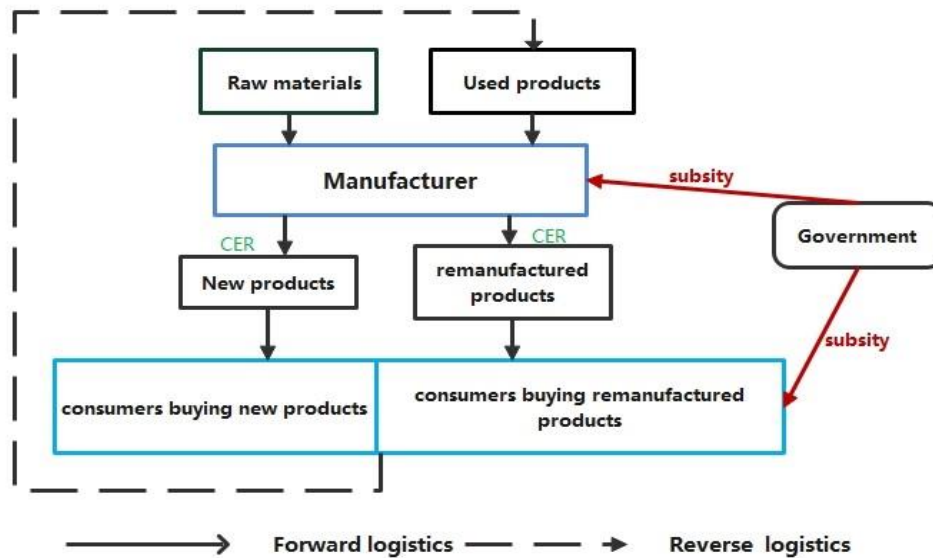 Raw materials
Used products
Manufacturer
subsity
CER
CER
Government
New products
remanufactured
products
subsity
consumers buying new products
consumers buying remanufactured
products
Forward logistics
Reverse logistics